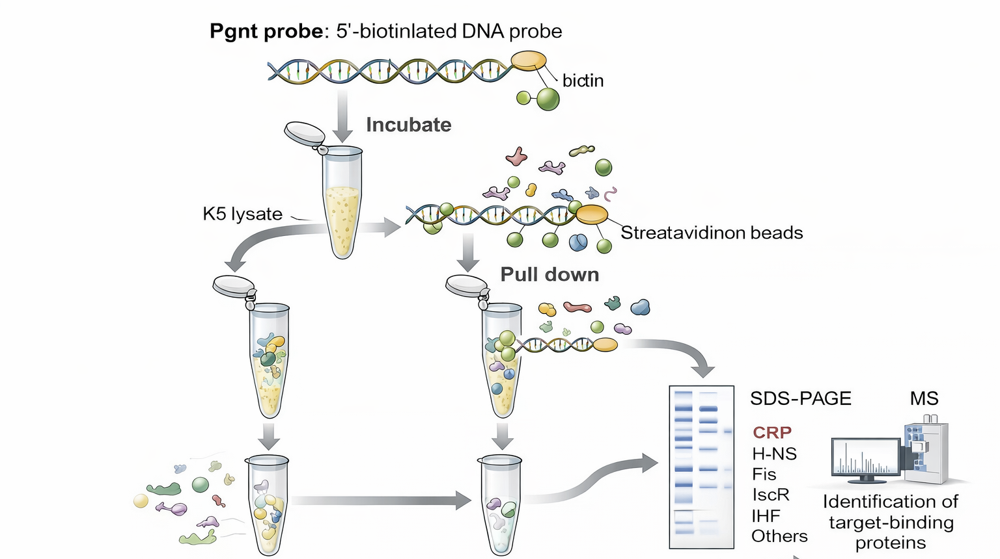 Pgnt probe: 5'-biotinlated DNA probe
bictin
Incubate
K5 lysate
Streatavidinon beads
Pull down
SDS-PAGE
MS
CRP
H-NS
Fis
IscR
IHF
Others
Identification of
target-binding
proteins